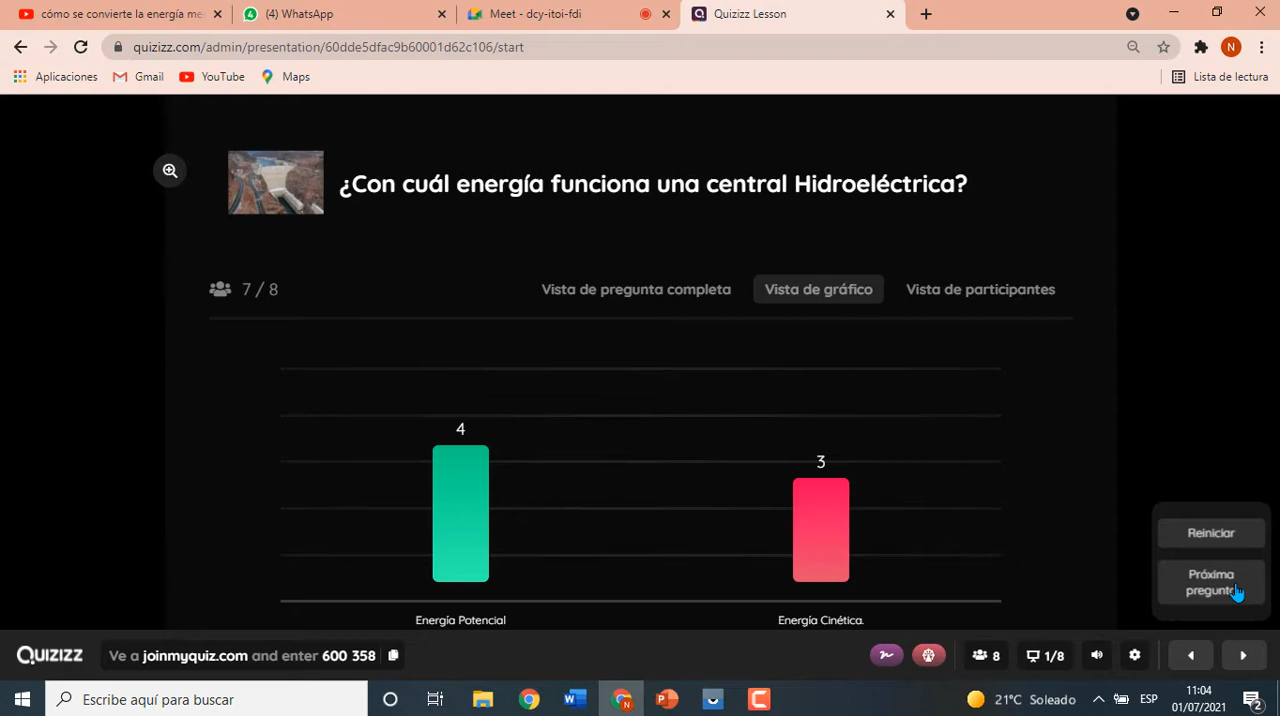 cómo se convierte la energía me
(4) WhatsApp
Meet - dcy-itoi-fdi
Quizizz Lesson
quizizz.com/admin/presentation/60dde5dfac9b60001d62c106/start
Aplicaciones
Gmail
YouTube
Maps
Lista de lectura
¿Con cuál energía funciona una central Hidroeléctrica?
7 / 8
Vista de pregunta completa
Vista de gráfico
Vista de participantes
4
3
Energía Potencial
Energía Cinética.
Reiniciar
Próxima
pregunta
Quizizz
Ve a joinmyquiz.com and enter 600 358
8
1/8
Escribe aquí para buscar
21°C Soleado
ESP
11:04
01/07/2021
2